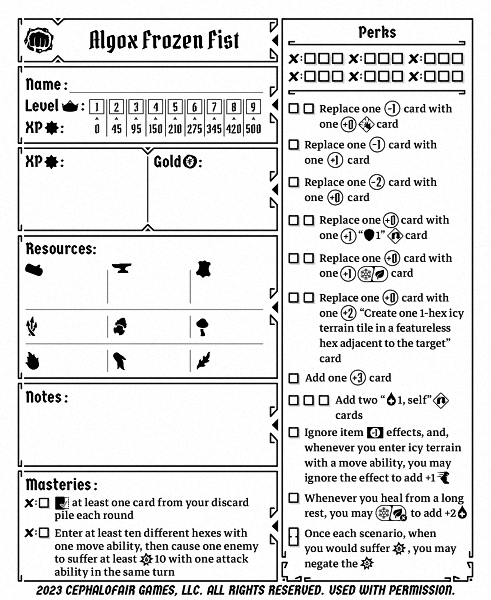 Algox Frozen Fist
Name:
Level :
1 2 3 4 5 6 7 8 9
XP :
0 45 95 150 210 275 345 420 500
XP :
Gold :
Resources:
Notes:
Masteries:
at least one card from your discard
pile each round
Enter at least ten different hexes with
one move ability, then cause one enemy
to suffer at least 10 with one attack
ability in the same turn
Perks
Replace one -1 card with
one +0 card
Replace one -1 card with
one +1 card
Replace one -2 card with
one +0 card
Replace one +0 card with
one +1 “ 1” card
Replace one +0 card with
one +1 card
Replace one +0 card with
one +2 “Create one 1-hex icy
terrain tile in a featureless
hex adjacent to the target”
card
Add one +3 card
Add two “ 1, self”
cards
Ignore item -1 effects, and,
whenever you enter icy terrain
with a move ability, you may
ignore the effect to add +1
Whenever you heal from a long
rest, you may to add +2
Once each scenario, when
you would suffer , you may
negate the
2023 CEPHALOFAIR GAMES, LLC. ALL RIGHTS RESERVED. USED WITH PERMISSION.